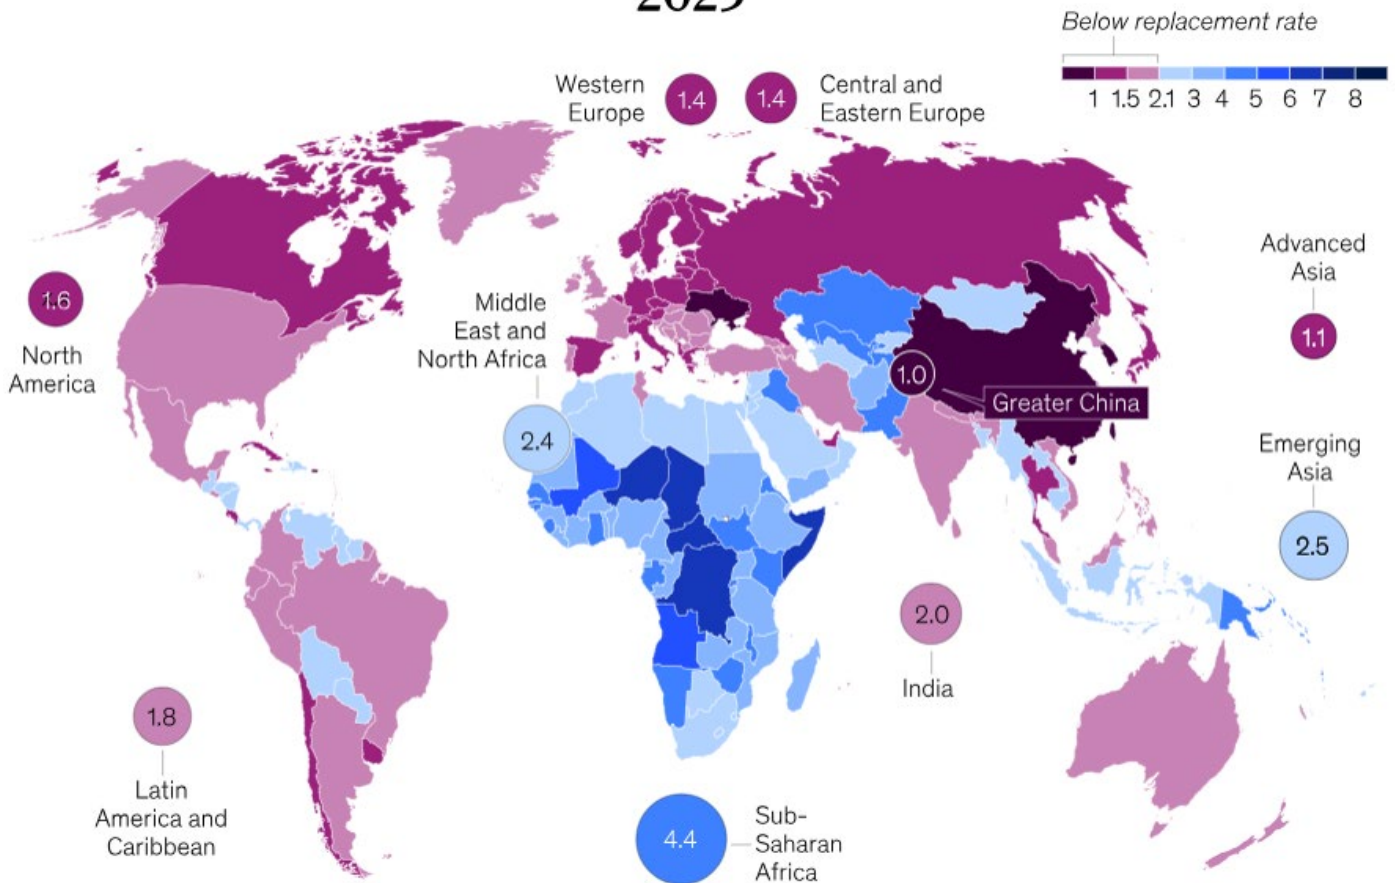 2023
Below replacement rate
1 1.5 2.1 3 4 5 6 7 8
Western
Europe
1.4
1.4
Central and
Eastern Europe
Advanced
Asia
1.1
1.6
North
America
Middle
East and
North Africa
2.4
1.0
Greater China
Emerging
Asia
2.5
2.0
India
1.8
Latin
America and
Caribbean
4.4
Sub-
Saharan
Africa